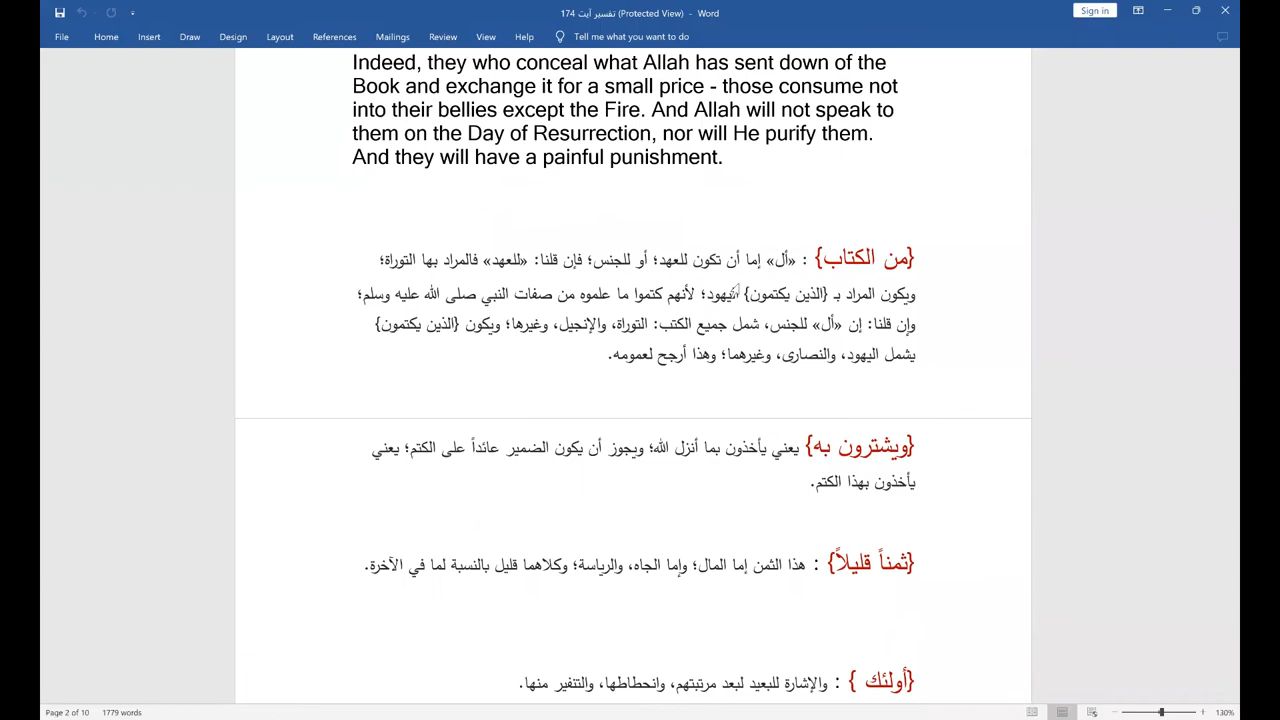 تفسیر آیت 174 (Protected View) - Word
Sign in
File Home Insert Draw Design Layout References Mailings Review View Help Tell me what you want to do
Indeed, they who conceal what Allah has sent down of the
Book and exchange it for a small price - those consume not
into their bellies except the Fire. And Allah will not speak to
them on the Day of Resurrection, nor will He purify them.
And they will have a painful punishment.
{من الكتاب} : «أل» إما أن تكون للعهد؛ أو للجنس؛ فإن قلنا: «للعهد» فالمراد بها التوراة؛
ويكون المراد بـ {الذين يكتمون} اليهود؛ لأنهم كتموا ما علموه من صفات النبي صلى الله عليه وسلم؛
وإن قلنا: إن «أل» للجنس، شمل جميع الكتب: التوراة، والإنجيل، وغيرها؛ ويكون {الذين يكتمون}
يشمل اليهود، والنصارى، وغيرهما؛ وهذا أرجح لعمومه.
{ويشترون به} يعني يأخذون بما أنزل الله؛ ويجوز أن يكون الضمير عائداً على الكتم؛ يعني
يأخذون بهذا الكتم.
{ثمناً قليلاً} : هذا الثمن إما المال؛ وإما الجاه، والرياسة؛ وكلاهما قليل بالنسبة لما في الآخرة.
{أولئك } : والإشارة للبعيد لبعد مرتبتهم، وانحطاطها، والتنفير منها.
Page 2 of 10 1779 words 130%